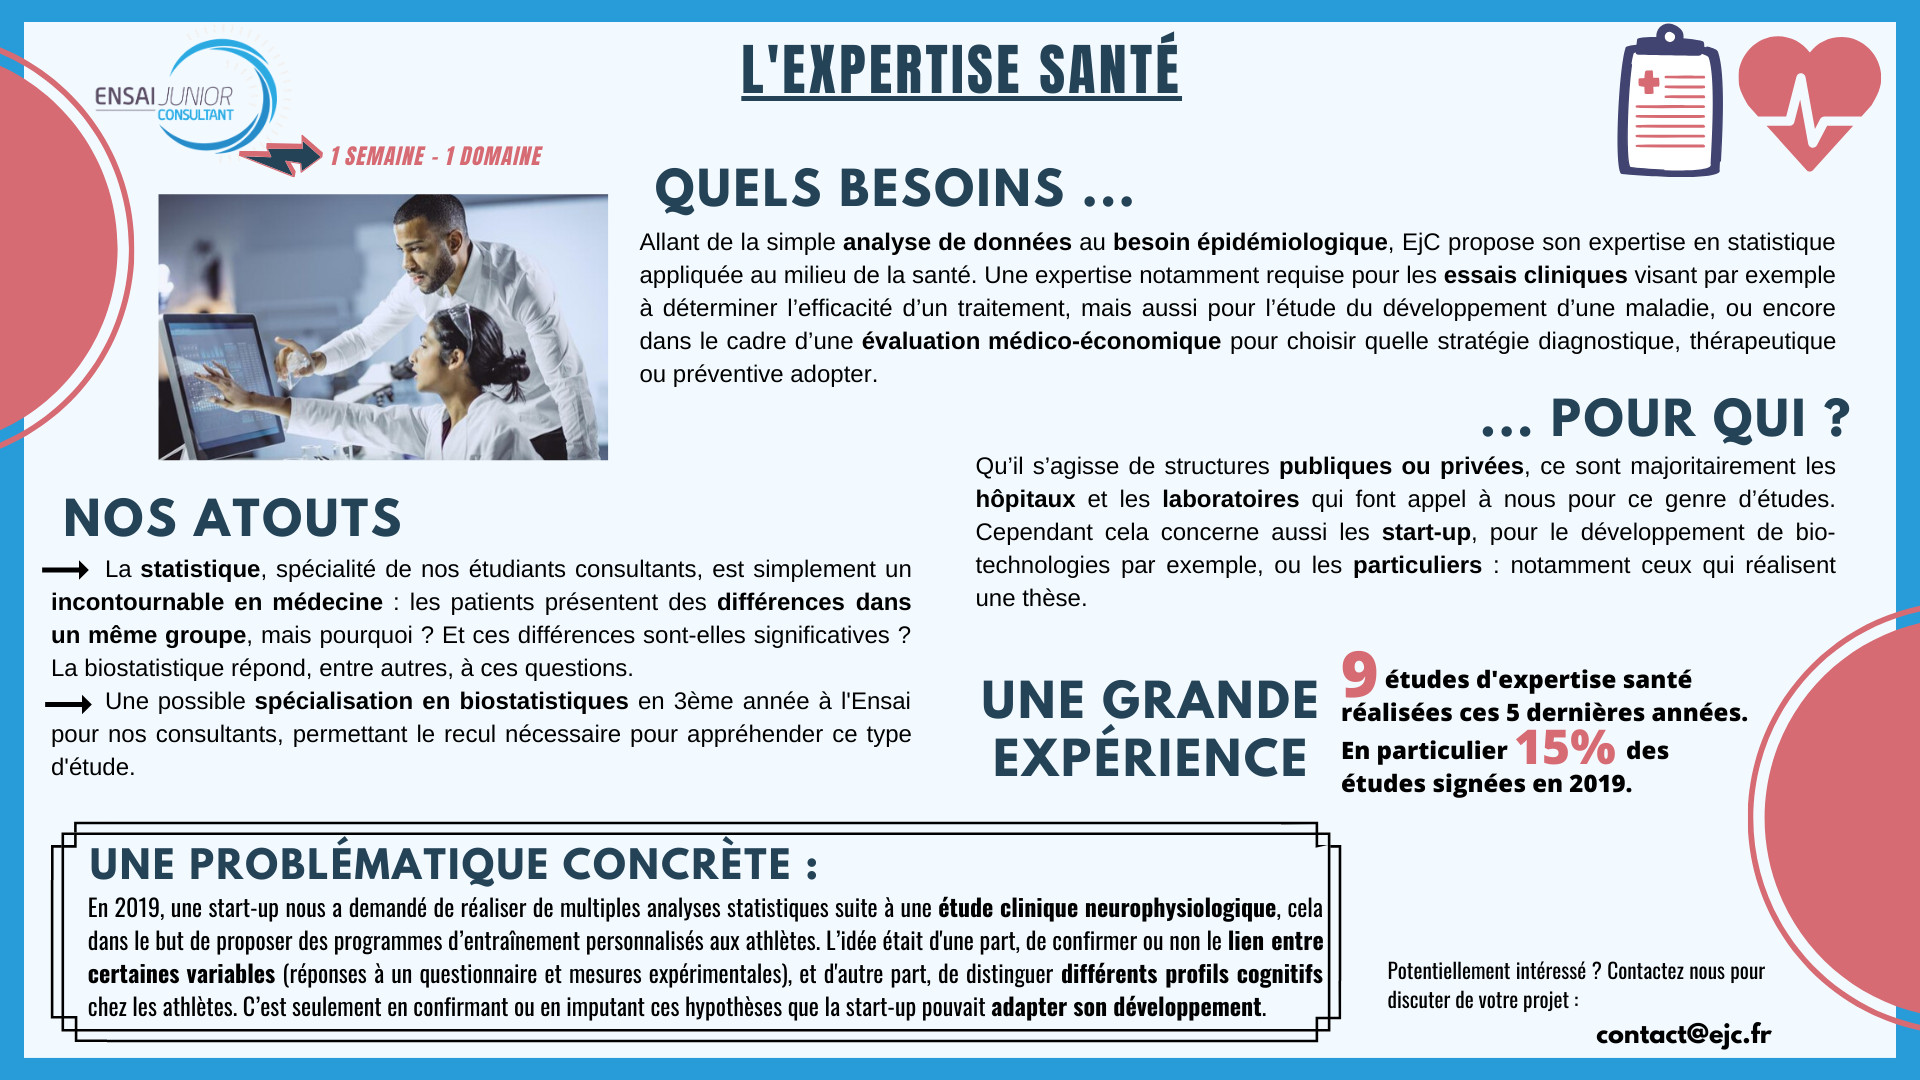 ENSAI JUNIOR
CONSULTANT
L'EXPERTISE SANTÉ
1 SEMAINE - 1 DOMAINE
QUELS BESOINS ...
Allant de la simple analyse de données au besoin épidémiologique, EjC propose son expertise en statistique
appliquée au milieu de la santé. Une expertise notamment requise pour les essais cliniques visant par exemple
à déterminer l’efficacité d’un traitement, mais aussi pour l’étude du développement d’une maladie, ou encore
dans le cadre d’une évaluation médico-économique pour choisir quelle stratégie diagnostique, thérapeutique
ou préventive adopter.
... POUR QUI ?
Qu’il s’agisse de structures publiques ou privées, ce sont majoritairement les
hôpitaux et les laboratoires qui font appel à nous pour ce genre d’études.
Cependant cela concerne aussi les start-up, pour le développement de bio-
technologies par exemple, ou les particuliers : notamment ceux qui réalisent
une thèse.
NOS ATOUTS
La statistique, spécialité de nos étudiants consultants, est simplement un
incontournable en médecine : les patients présentent des différences dans
un même groupe, mais pourquoi ? Et ces différences sont-elles significatives ?
La biostatistique répond, entre autres, à ces questions.
Une possible spécialisation en biostatistiques en 3ème année à l'Ensai
pour nos consultants, permettant le recul nécessaire pour appréhender ce type
d'étude.
UNE GRANDE
EXPÉRIENCE
9 études d'expertise santé
réalisées ces 5 dernières années.
En particulier 15% des
études signées en 2019.
UNE PROBLÉMATIQUE CONCRÈTE :
En 2019, une start-up nous a demandé de réaliser de multiples analyses statistiques suite à une étude clinique neurophysiologique, cela
dans le but de proposer des programmes d’entraînement personnalisés aux athlètes. L’idée était d'une part, de confirmer ou non le lien entre
certaines variables (réponses à un questionnaire et mesures expérimentales), et d'autre part, de distinguer différents profils cognitifs
chez les athlètes. C’est seulement en confirmant ou en imputant ces hypothèses que la start-up pouvait adapter son développement.
Potentiellement intéressé ? Contactez nous pour
discuter de votre projet :
contact@ejc.fr